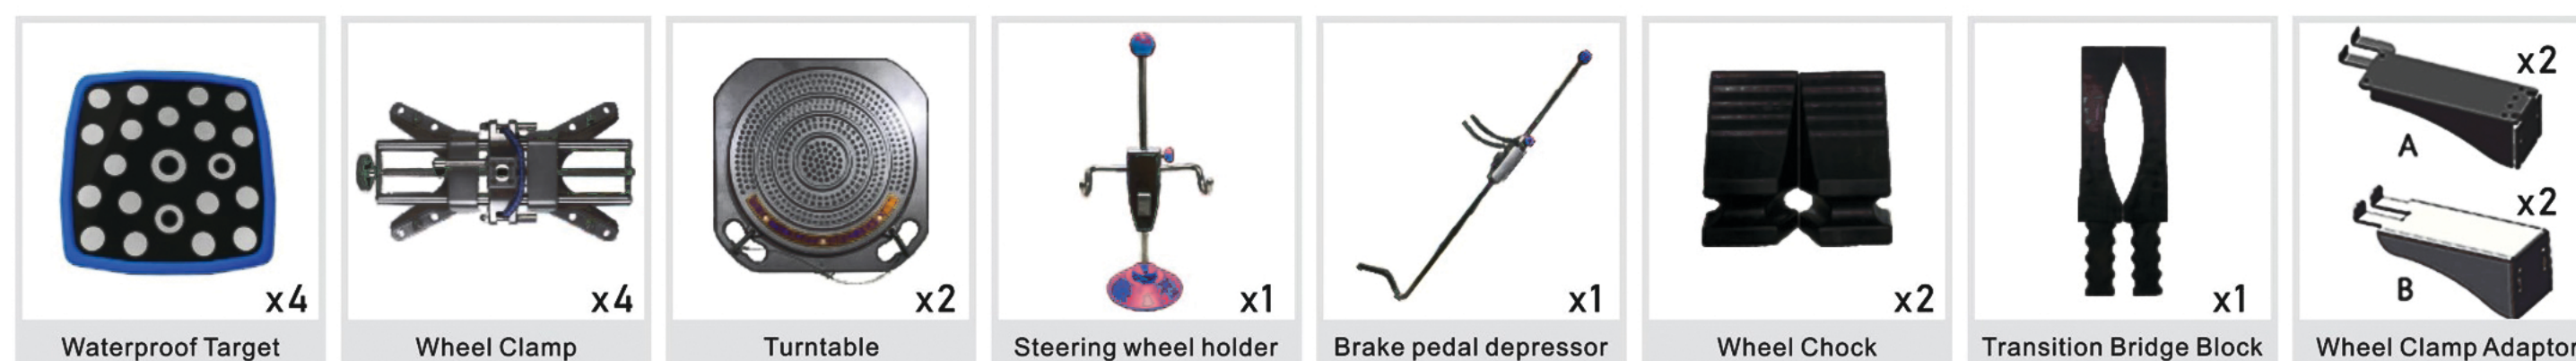 x4
Waterproof Target
x4
Wheel Clamp
x2
Turntable
x1
Steering wheel holder
x1
Brake pedal depressor
x2
Wheel Chock
x1
Transition Bridge Block
x2
A
x2
B
Wheel Clamp Adaptor